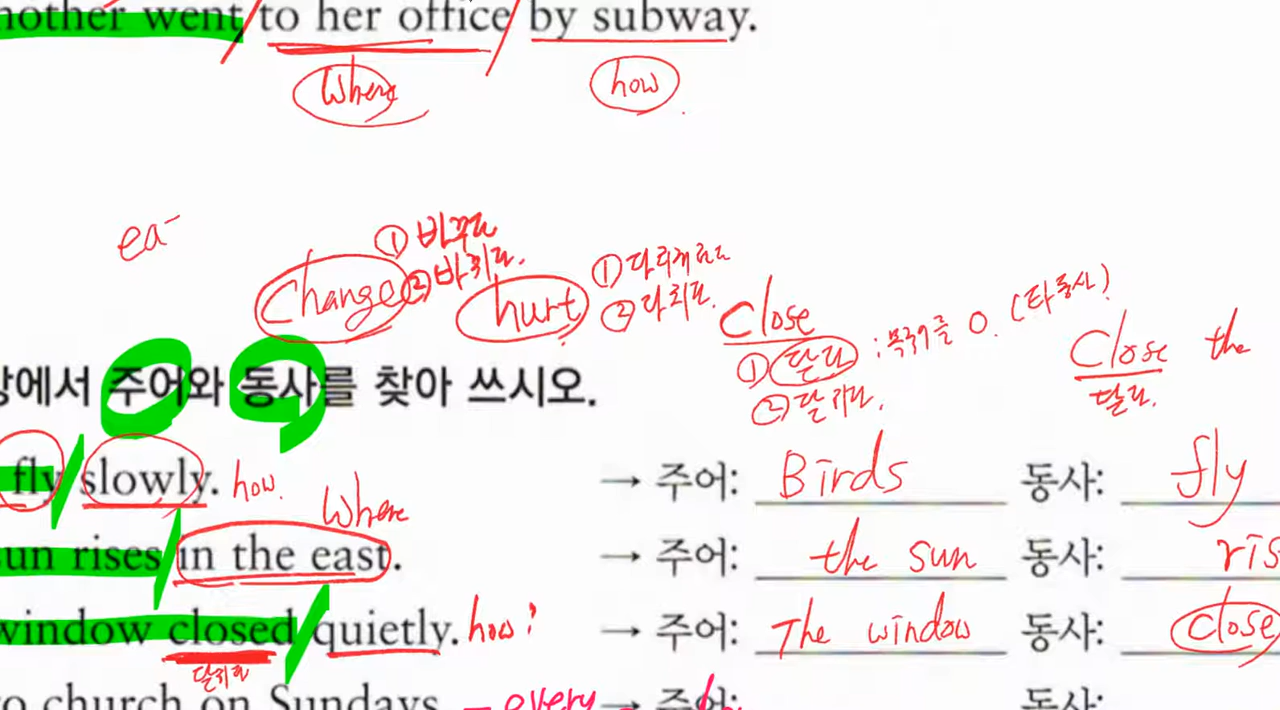 nother went / to her office / by subway.
where how
ea-
① 바꾸다
change ② 바뀌다.
hurt ① 다치게 하다
② 다치다.
close
① 닫다 ; 목적어를 O. (타동사)
② 닫히다.
close the
닫다.
장에서 주어와 동사를 찾아 쓰시오.
fly / slowly. how. → 주어: Birds 동사: fly
where
un rises / in the east. → 주어: the sun 동사: ris
window closed / quietly. how? → 주어: The window 동사: close
닫히다
o church on Sundays. - every → 주어: 동사: